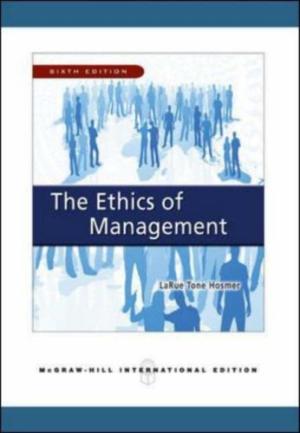 SIXTH EDITION
The Ethics of
Management
LaRue Tone Hosmer
McGRAW-HILL INTERNATIONAL EDITION